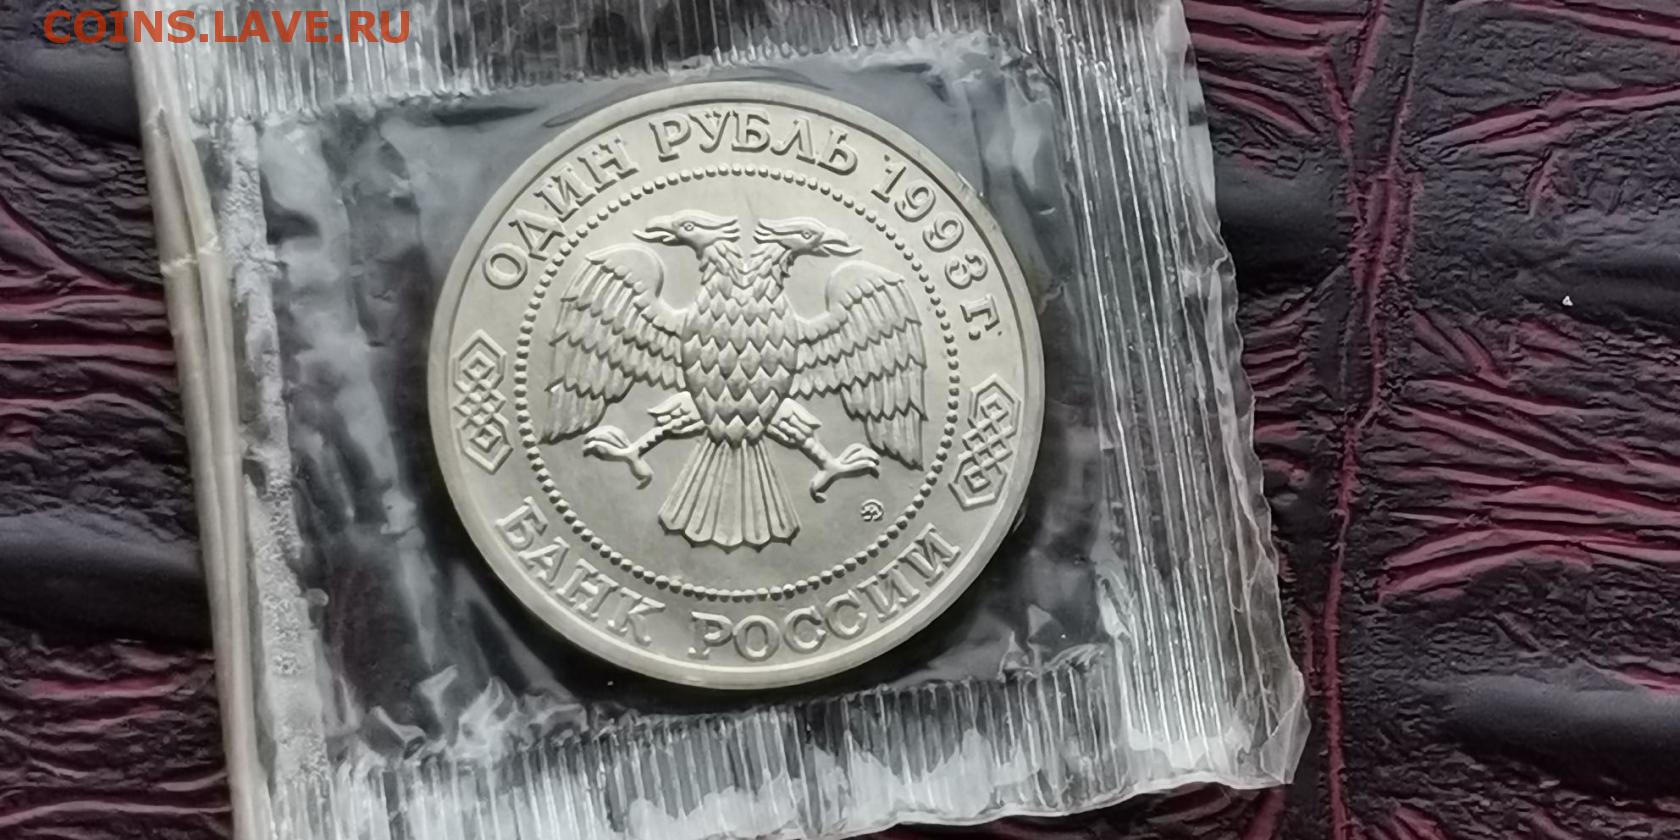 COINS.LAVE.RU
ОДИН РУБЛЬ 1993 г.
БАНК РОССИИ